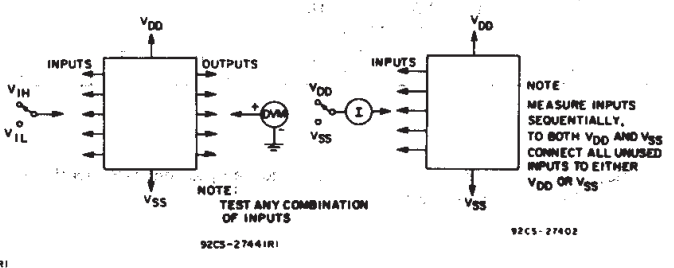 VDD
INPUTS
OUTPUTS
VIH
VIL
+
DVM
-
VSS
NOTE:
TEST ANY COMBINATION
OF INPUTS
92CS-27441RI
RI
VDD
INPUTS
VDD
I
VSS
VSS
NOTE
MEASURE INPUTS
SEQUENTIALLY,
TO BOTH VDD AND VSS
CONNECT ALL UNUSED
INPUTS TO EITHER
VDD OR VSS
92CS-27402